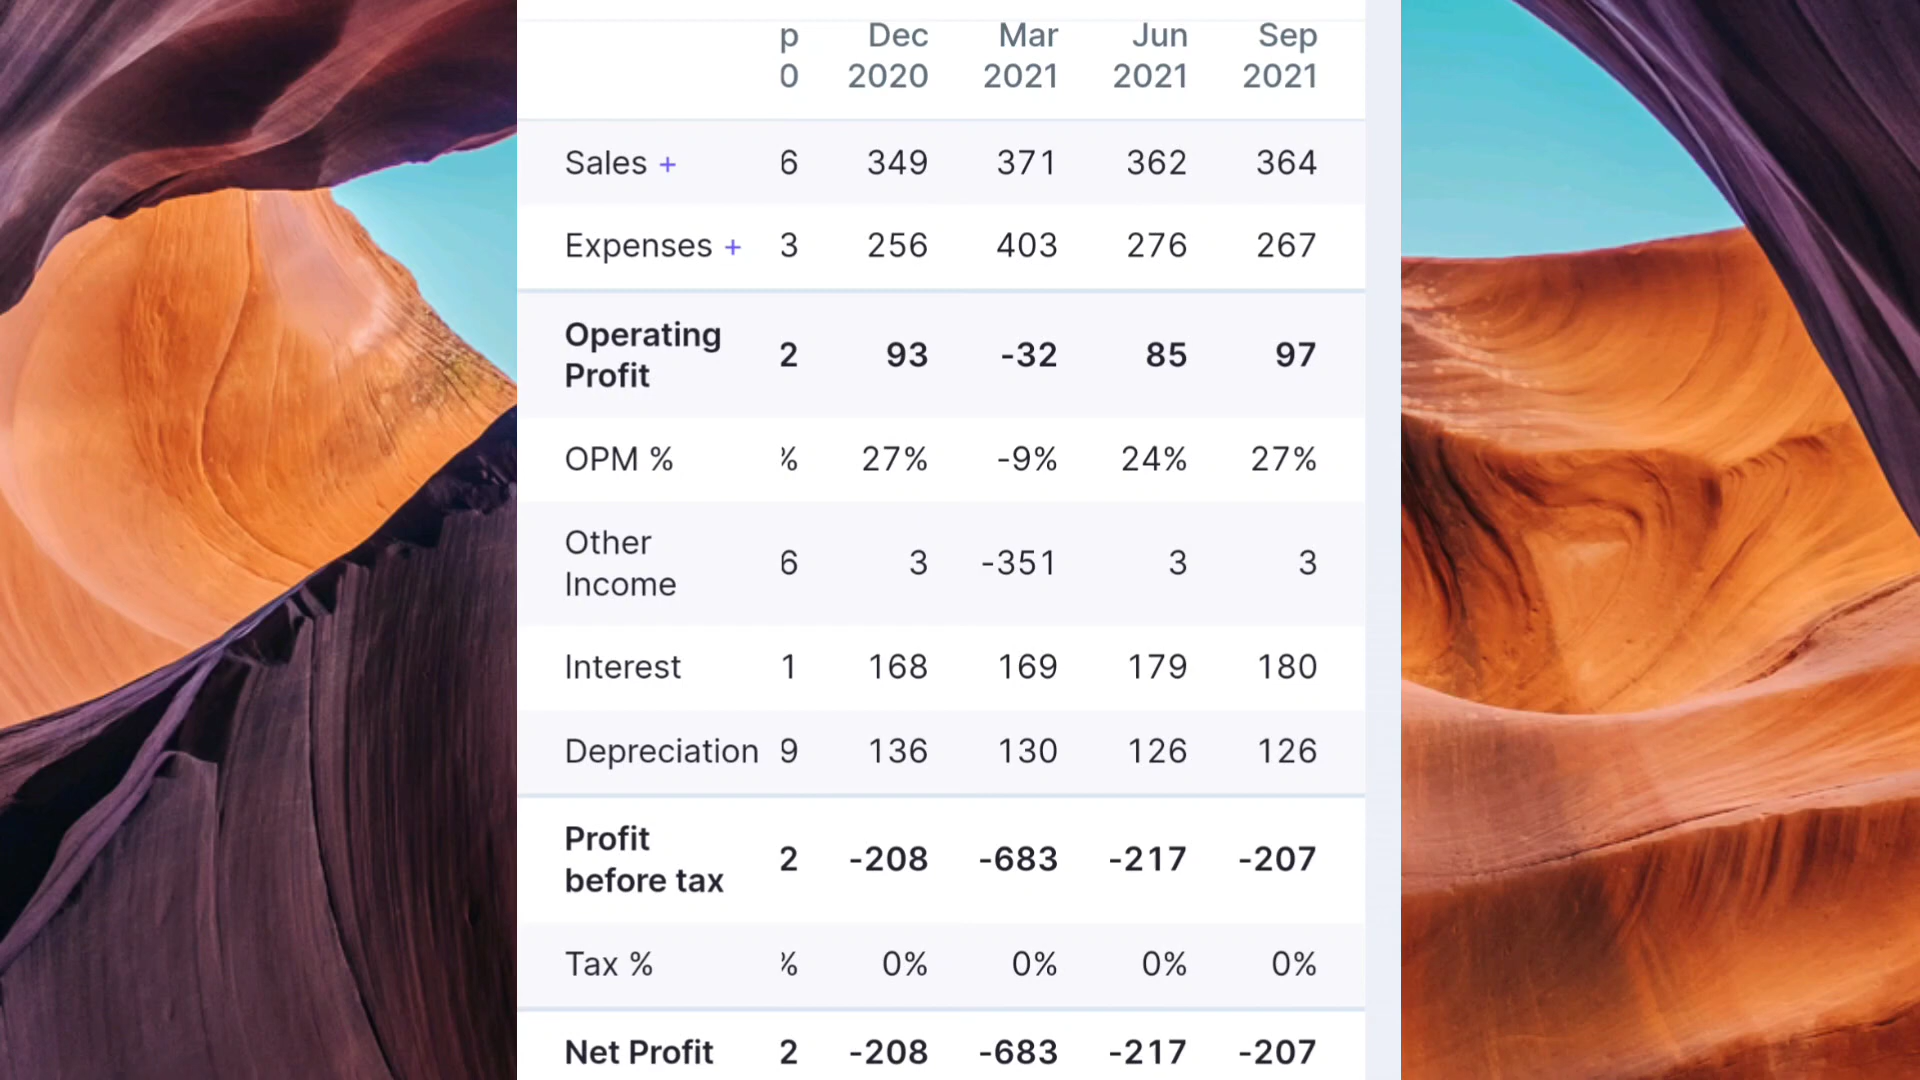 p Dec Mar Jun Sep
0 2020 2021 2021 2021
Sales + 6 349 371 362 364
Expenses + 3 256 403 276 267
Operating
Profit 2 93 -32 85 97
OPM % % 27% -9% 24% 27%
Other
Income 6 3 -351 3 3
Interest 1 168 169 179 180
Depreciation 9 136 130 126 126
Profit
before tax 2 -208 -683 -217 -207
Tax % % 0% 0% 0% 0%
Net Profit 2 -208 -683 -217 -207